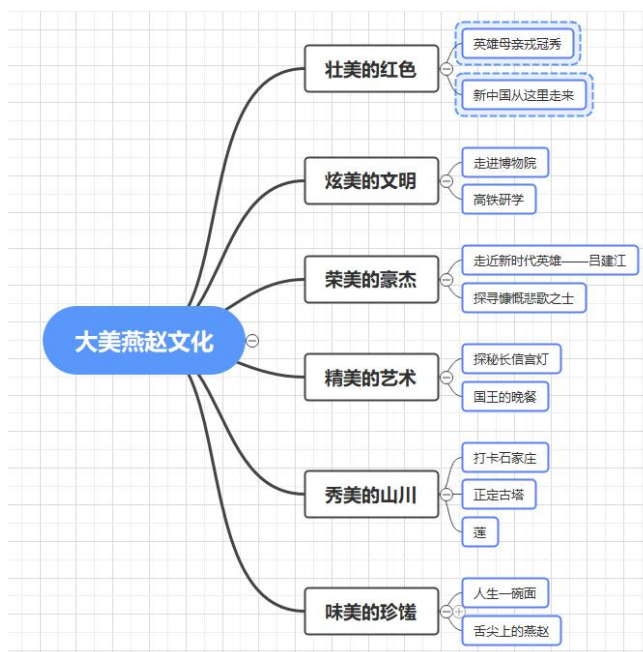 大美燕赵文化
壮美的红色
英雄母亲戎冠秀
新中国从这里走来
炫美的文明
走进博物院
高铁研学
荣美的豪杰
走近新时代英雄——吕建江
探寻慷慨悲歌之士
精美的艺术
探秘长信宫灯
国王的晚餐
秀美的山川
打卡石家庄
正定古塔
莲
味美的珍馐
人生一碗面
舌尖上的燕赵